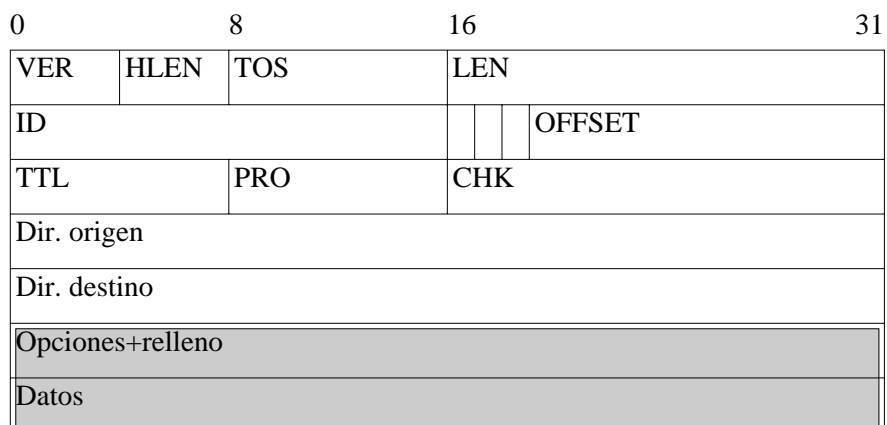 0 8 16 31
VER HLEN TOS LEN
ID OFFSET
TTL PRO CHK
Dir. origen
Dir. destino
Opciones+relleno
Datos